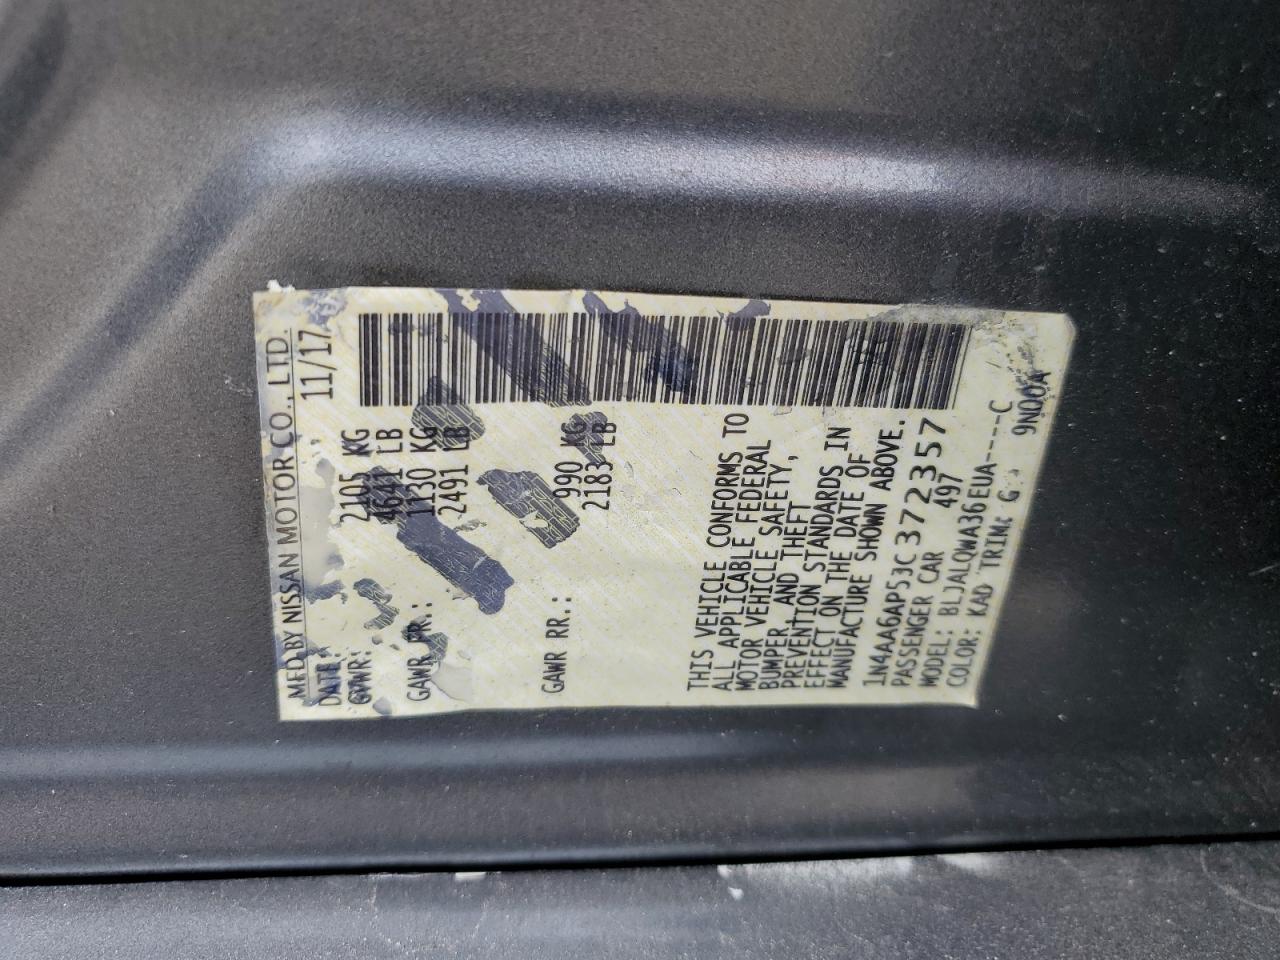 MFD BY NISSAN MOTOR CO., LTD
DATE: 11/17
GVWR: 2105 KG
4641 LB
GAWR FR.: 1130 KG
2491 LB
GAWR RR.: 990 KG
2183 LB
THIS VEHICLE CONFORMS TO
ALL APPLICABLE FEDERAL
MOTOR VEHICLE SAFETY,
BUMPER, AND THEFT
PREVENTION STANDARDS IN
EFFECT ON THE DATE OF
MANUFACTURE SHOWN ABOVE.
1N4AA6AP5JC372357
PASSENGER CAR 497
MODEL: BLJALQWA36EUA----C
COLOR: KAD TRIM: G 9N00A